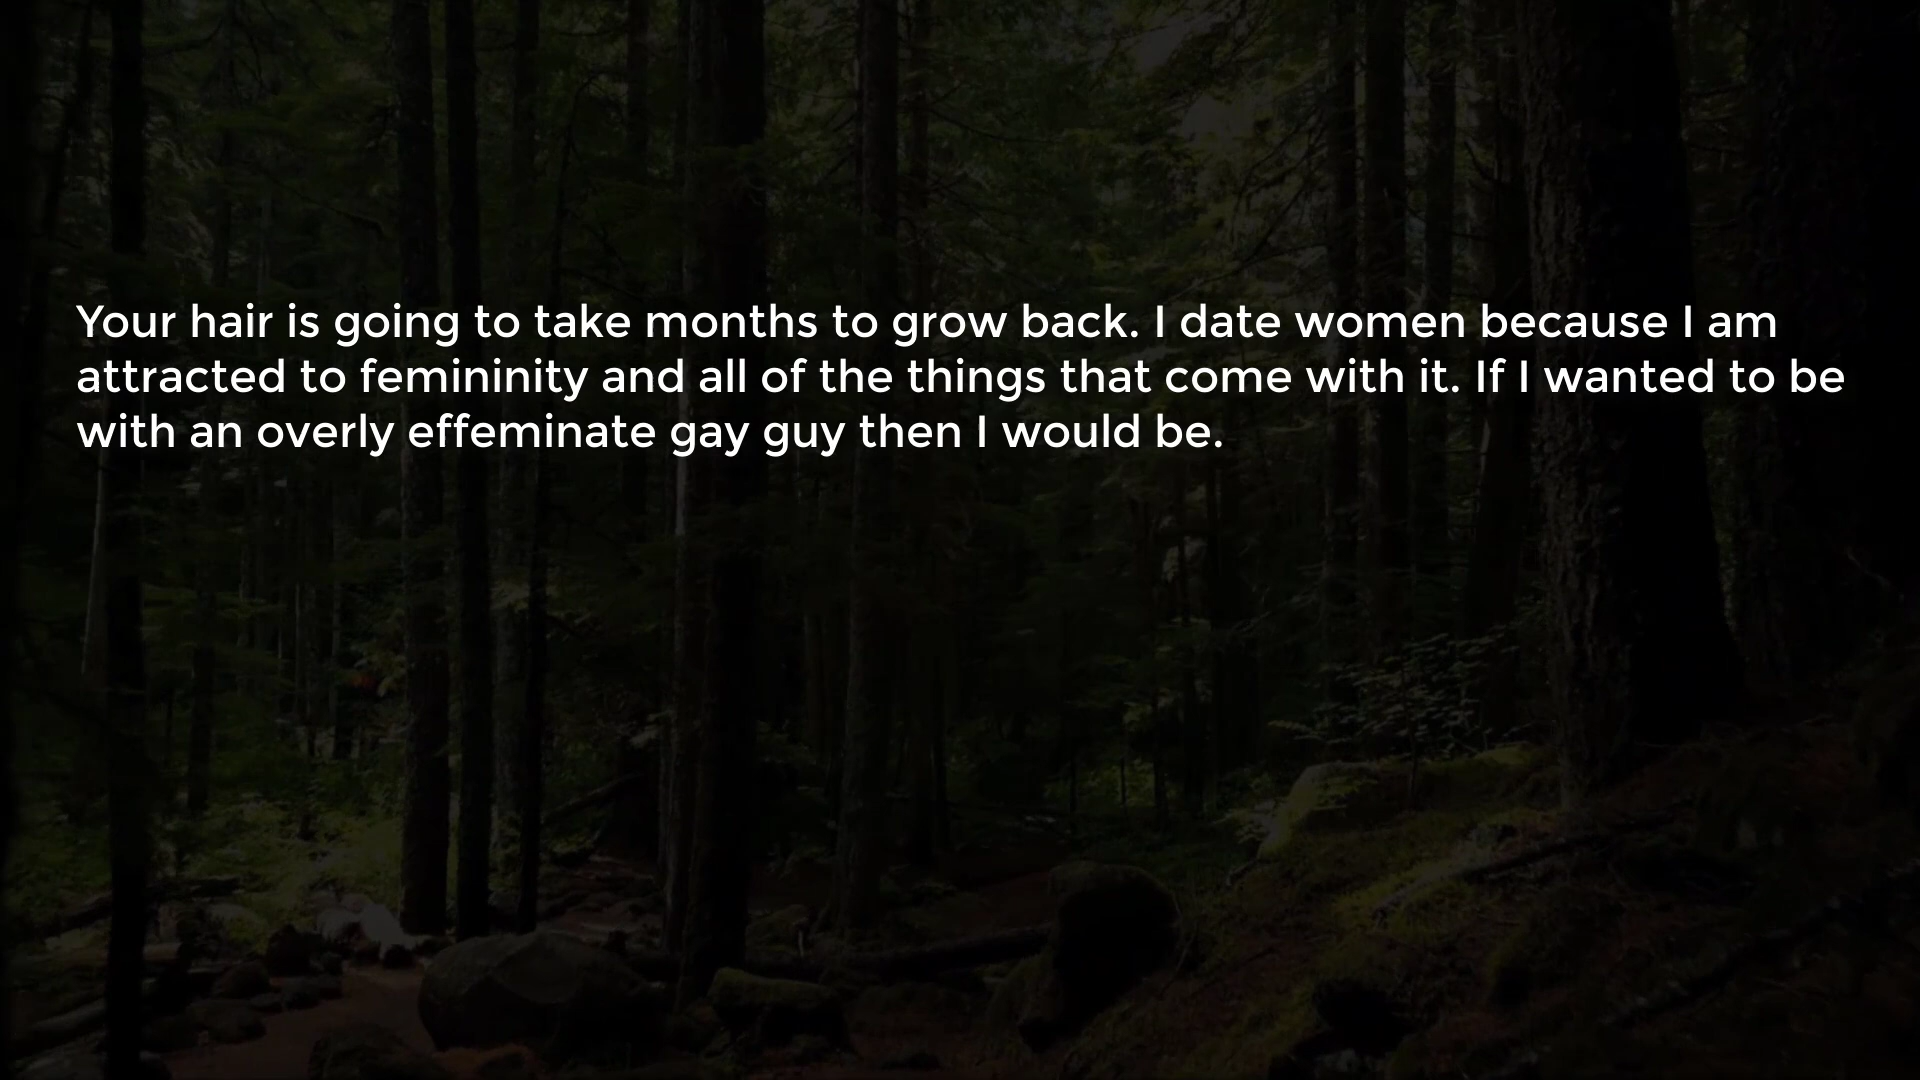 Your hair is going to take months to grow back. I date women because I am
attracted to femininity and all of the things that come with it. If I wanted to be
with an overly effeminate gay guy then I would be.